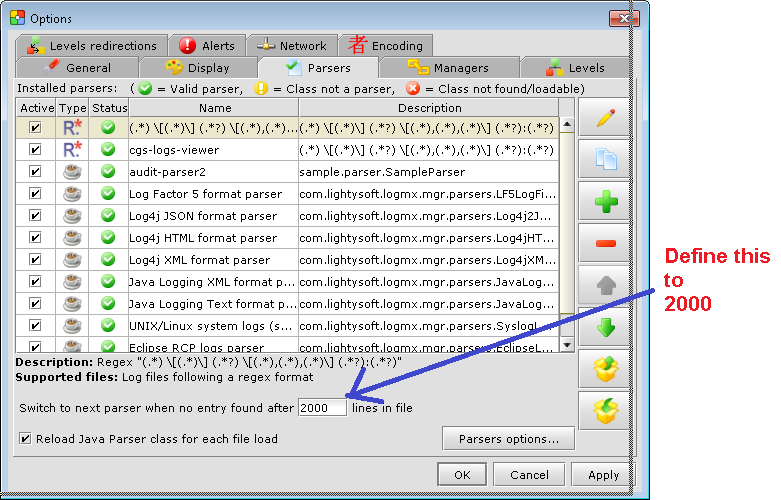 Options
Levels redirections Alerts Network 者 Encoding
General Display Parsers Managers Levels
Installed parsers: ( = Valid parser, = Class not a parser, = Class not found/loadable)
Active Type Status Name Description
R.* (.*) \[(.*)\] (.*?) \[(.*),(.*)... (.*) \[(.*)\] (.*?) \[(.*),(.*),(.*)\] (.*?):(.*?)
R.* cgs-logs-viewer (.*) \[(.*)\] (.*?) \[(.*),(.*),(.*)\] (.*?):(.*?)
audit-parser2 sample.parser.SampleParser
Log Factor 5 format parser com.lightysoft.logmx.mgr.parsers.LF5LogFi...
Log4j JSON format parser com.lightysoft.logmx.mgr.parsers.Log4j2J...
Log4j HTML format parser com.lightysoft.logmx.mgr.parsers.Log4jHT...
Log4j XML format parser com.lightysoft.logmx.mgr.parsers.Log4jXM...
Java Logging XML format p... com.lightysoft.logmx.mgr.parsers.JavaLog...
Java Logging Text format p... com.lightysoft.logmx.mgr.parsers.JavaLog...
UNIX/Linux system logs (s... com.lightysoft.logmx.mgr.parsers.SyslogL...
Eclipse RCP logs parser com.lightysoft.logmx.mgr.parsers.EclipseL...
Description: Regex "(.*) \[(.*)\] (.*?) \[(.*),(.*),(.*)\] (.*?):(.*?)"
Supported files: Log files following a regex format
Switch to next parser when no entry found after 2000 lines in file
Reload Java Parser class for each file load
Parsers options...
OK Cancel Apply
Define this
to
2000